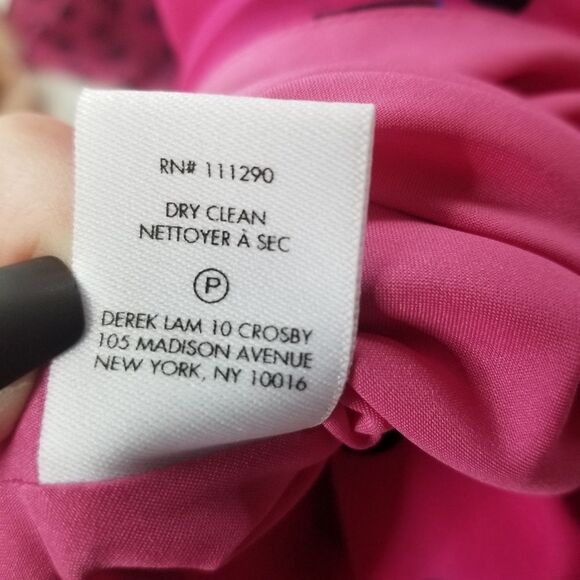 RN# 111290
DRY CLEAN
NETTOYER À SEC
P
DEREK LAM 10 CROSBY
105 MADISON AVENUE
NEW YORK, NY 10016